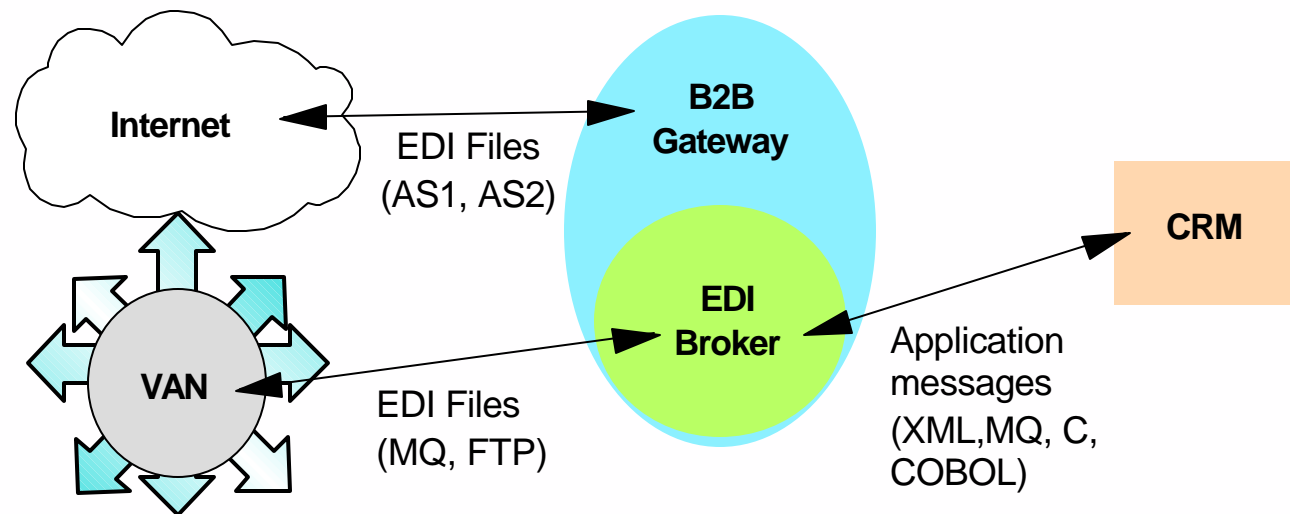 Internet
EDI Files
(AS1, AS2)
B2B
Gateway
CRM
EDI
Broker
VAN
EDI Files
(MQ, FTP)
Application
messages
(XML,MQ, C,
COBOL)